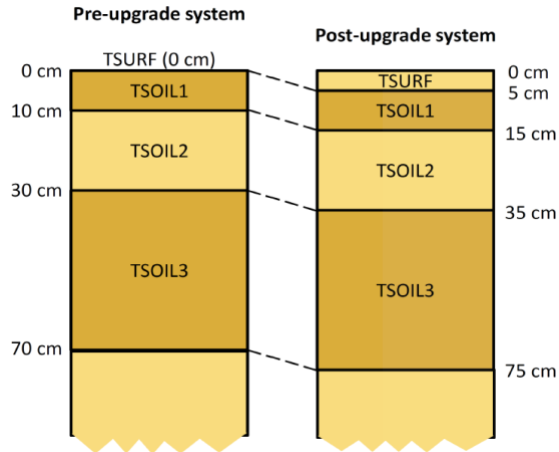 Pre-upgrade system
TSURF (0 cm)
0 cm
TSOIL1
10 cm
TSOIL2
30 cm
TSOIL3
70 cm
Post-upgrade system
0 cm
TSURF
5 cm
TSOIL1
15 cm
TSOIL2
35 cm
TSOIL3
75 cm